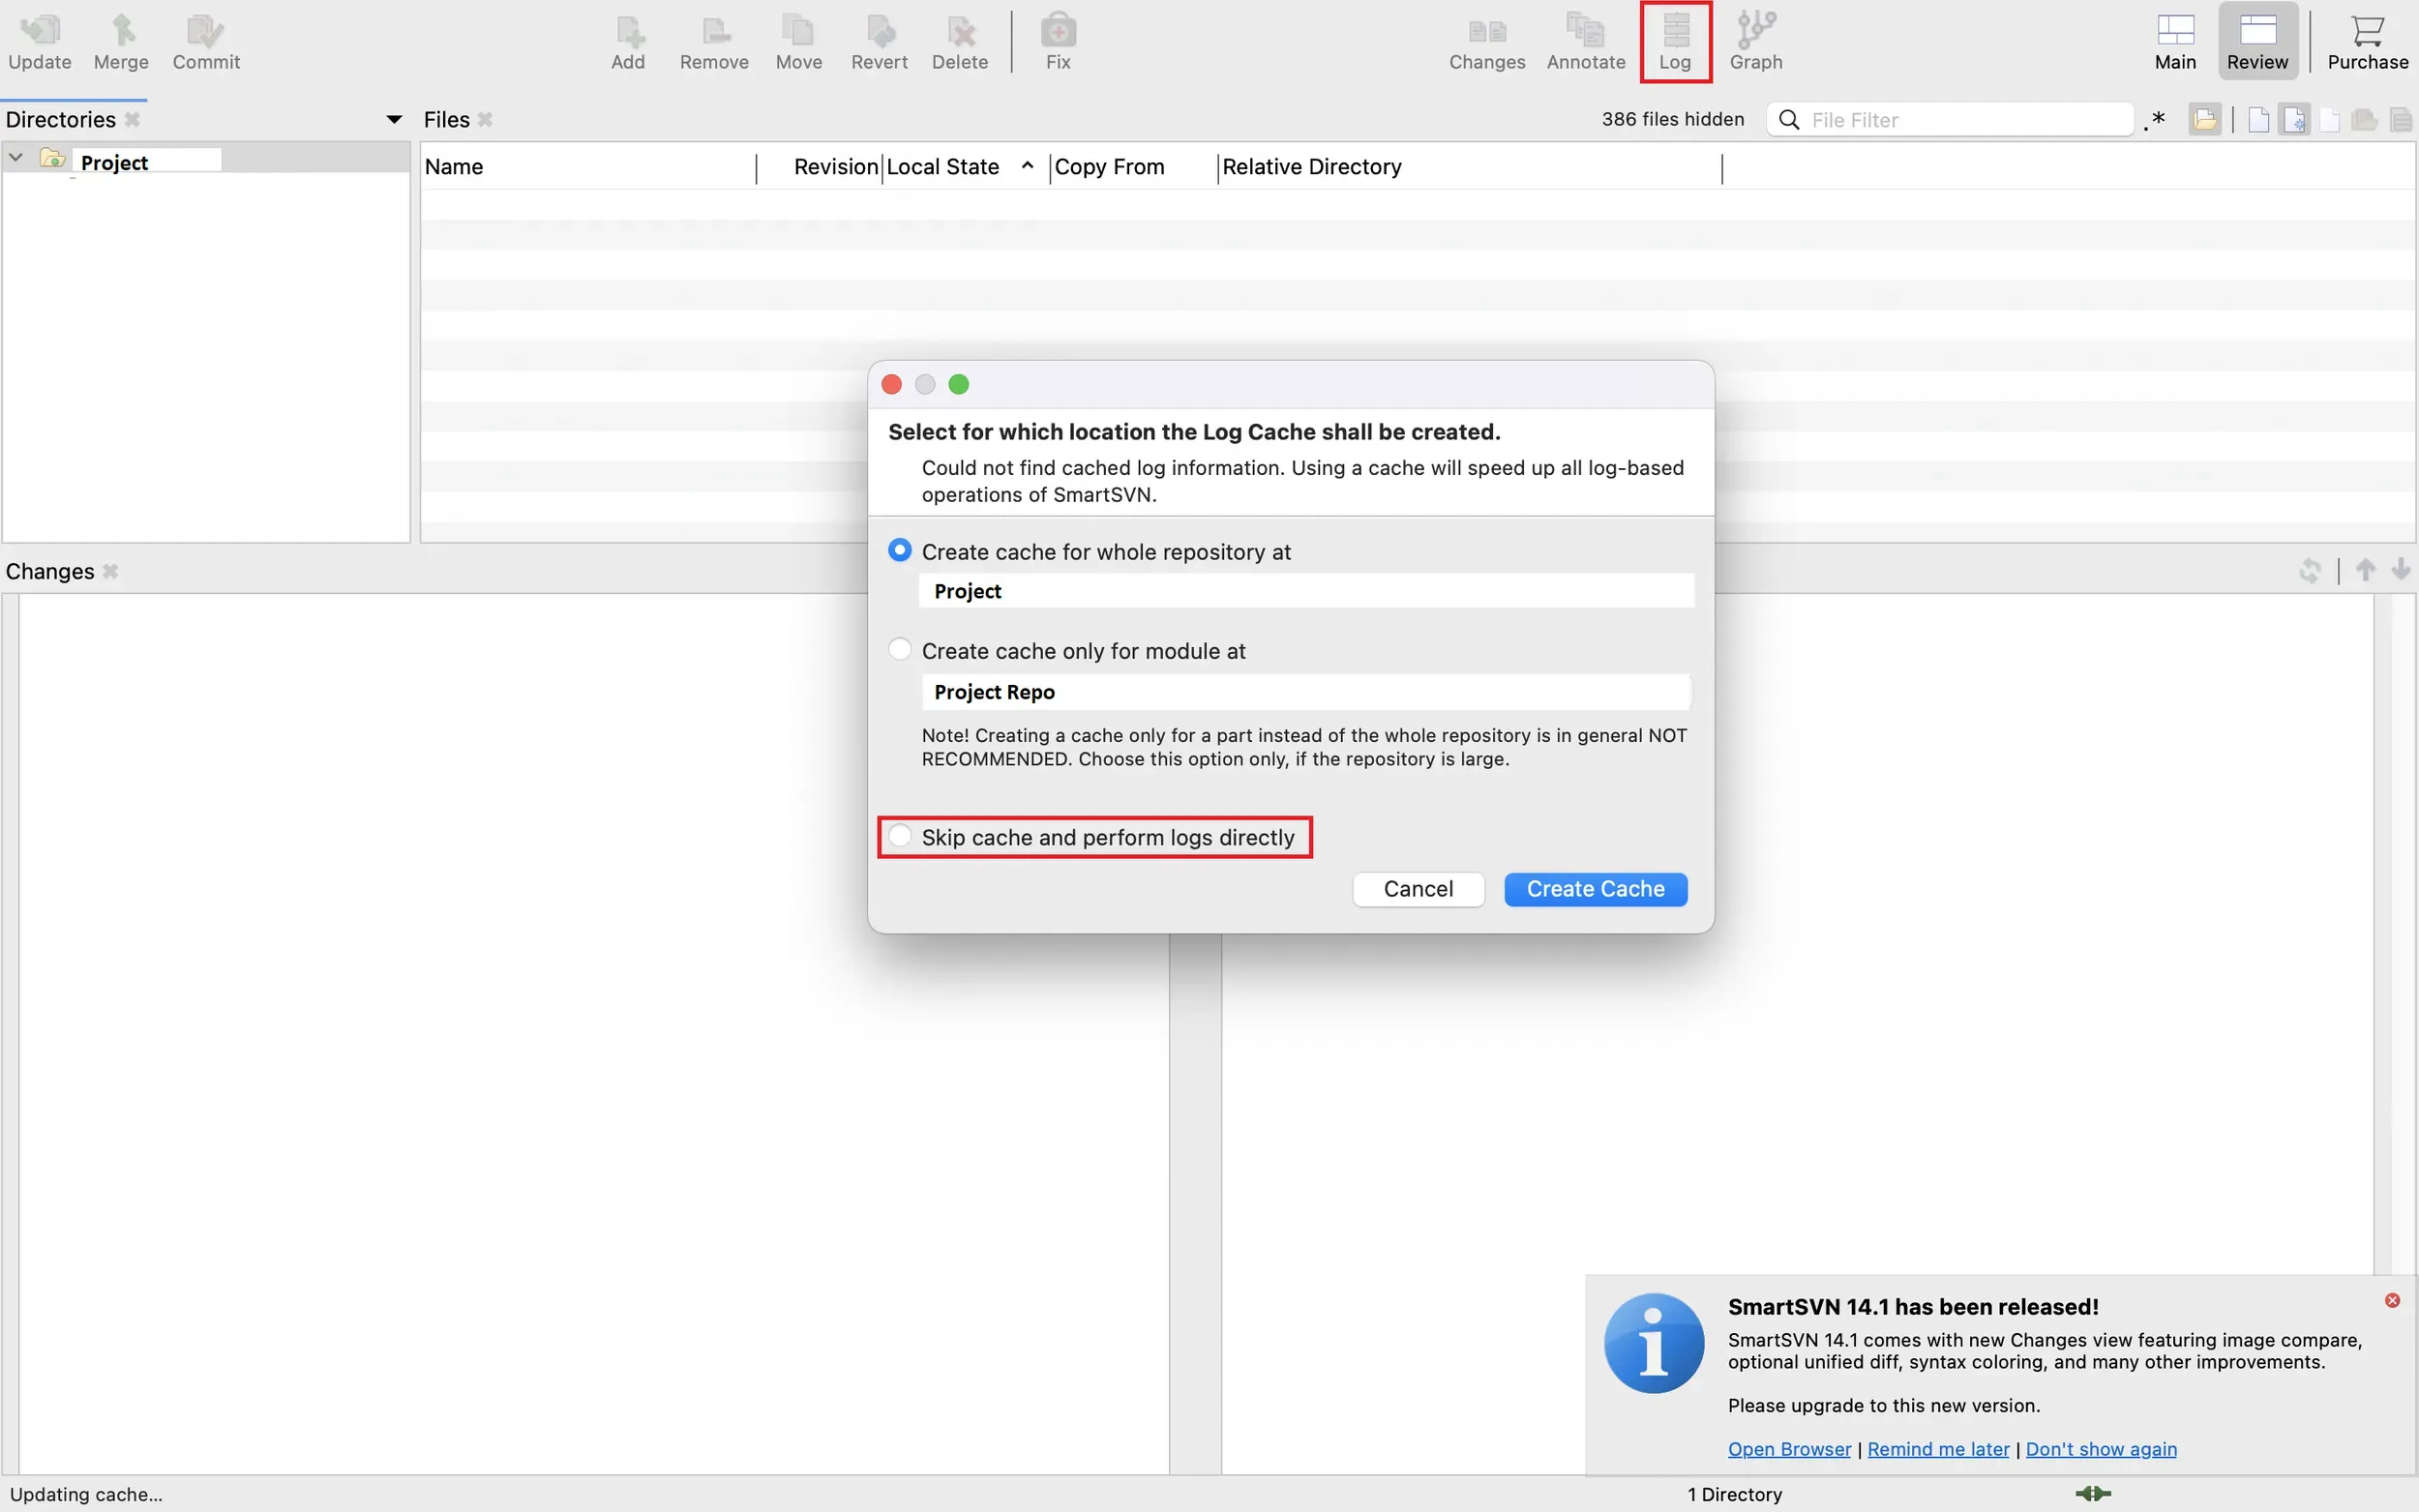 Update Merge Commit Add Remove Move Revert Delete Fix Changes Annotate Log Graph Main Review Purchase
Directories Files 386 files hidden File Filter .*
Project
Name Revision Local State Copy From Relative Directory
Select for which location the Log Cache shall be created.
Could not find cached log information. Using a cache will speed up all log-based
operations of SmartSVN.
Create cache for whole repository at
Project
Create cache only for module at
Project Repo
Note! Creating a cache only for a part instead of the whole repository is in general NOT
RECOMMENDED. Choose this option only, if the repository is large.
Skip cache and perform logs directly
Cancel Create Cache
Changes
SmartSVN 14.1 has been released!
SmartSVN 14.1 comes with new Changes view featuring image compare,
optional unified diff, syntax coloring, and many other improvements.
Please upgrade to this new version.
Open Browser | Remind me later | Don't show again
Updating cache... 1 Directory